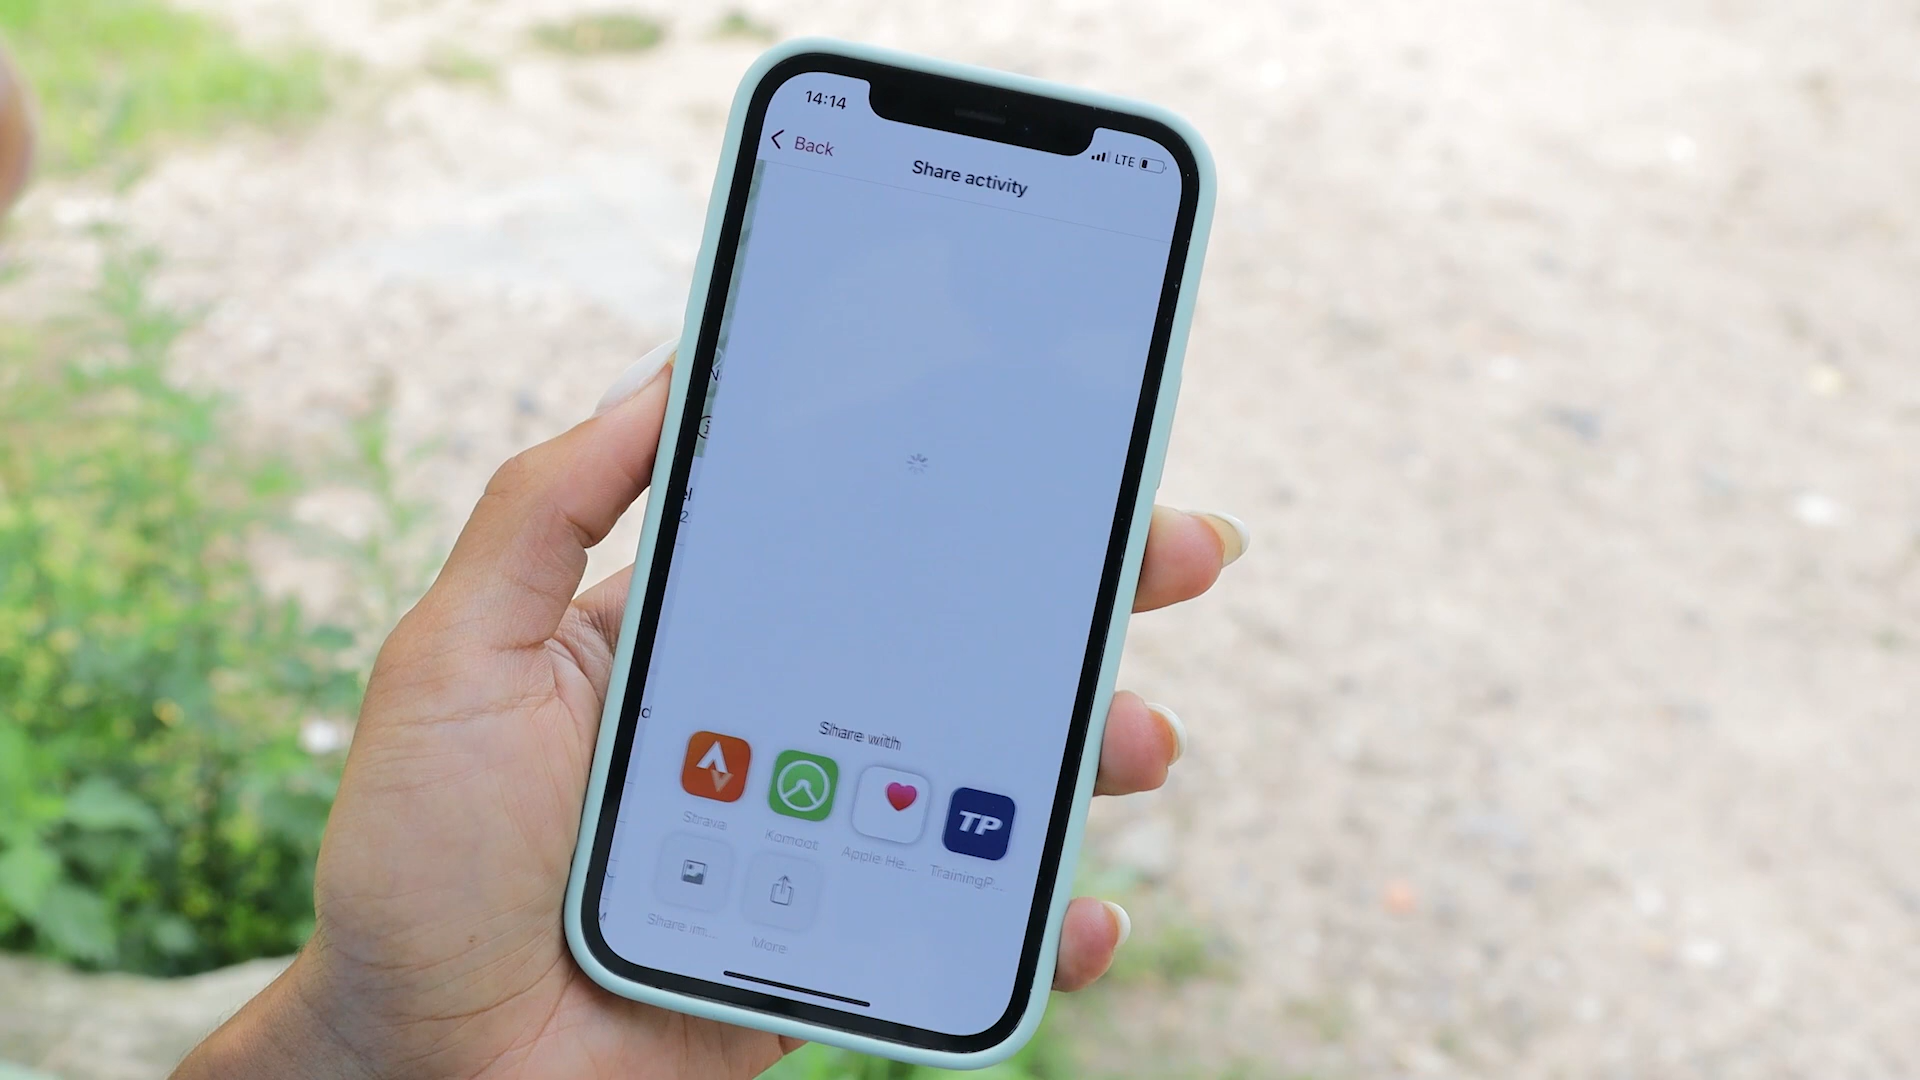 14:14
LTE
Back
Share activity
Share with
Strava
Komoot
Apple He...
TrainingP...
TP
Share im...
More